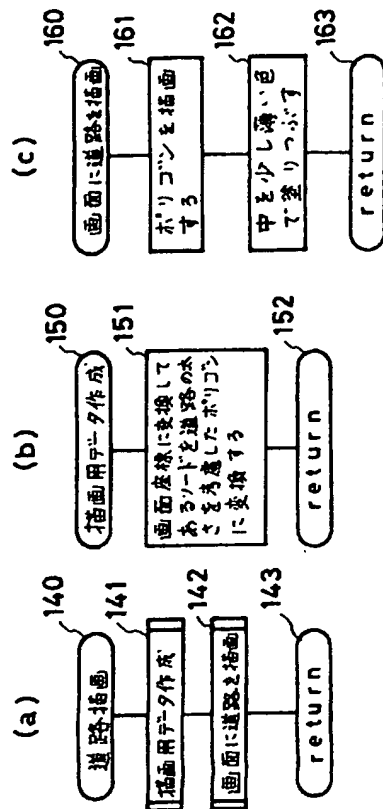 (a)
140
道路描画
141
描画用データ作成
142
画面に道路を描画
143
return
(b)
150
描画用データ作成
151
画面座標に変換して
あるノードを道路の太
さを考慮したポリゴン
に変換する
152
return
(c)
160
画面に道路を描画
161
ポリゴンを描画
する
162
中を少し薄い色
で塗りつぶす
163
return